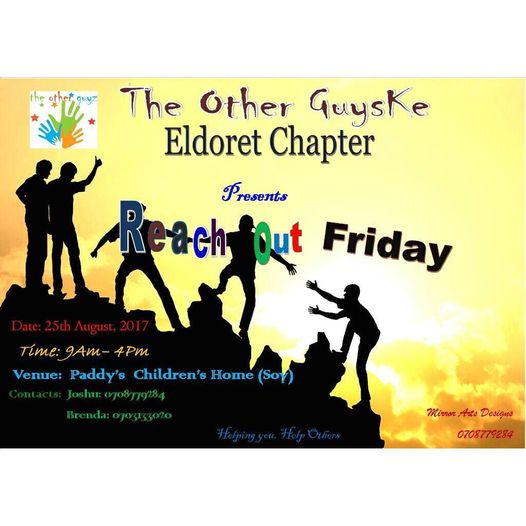 the other guyz
The Other GuysKe
Eldoret Chapter
Presents
Reach Out Friday
Date: 25th August, 2017
Time: 9AM- 4PM
Venue: Paddy's Children's Home (Soy)
Contacts: Joshu: 0708779284
Brenda: 0703133020
Helping you, Help Others
Mirror Arts Designs
0708779284